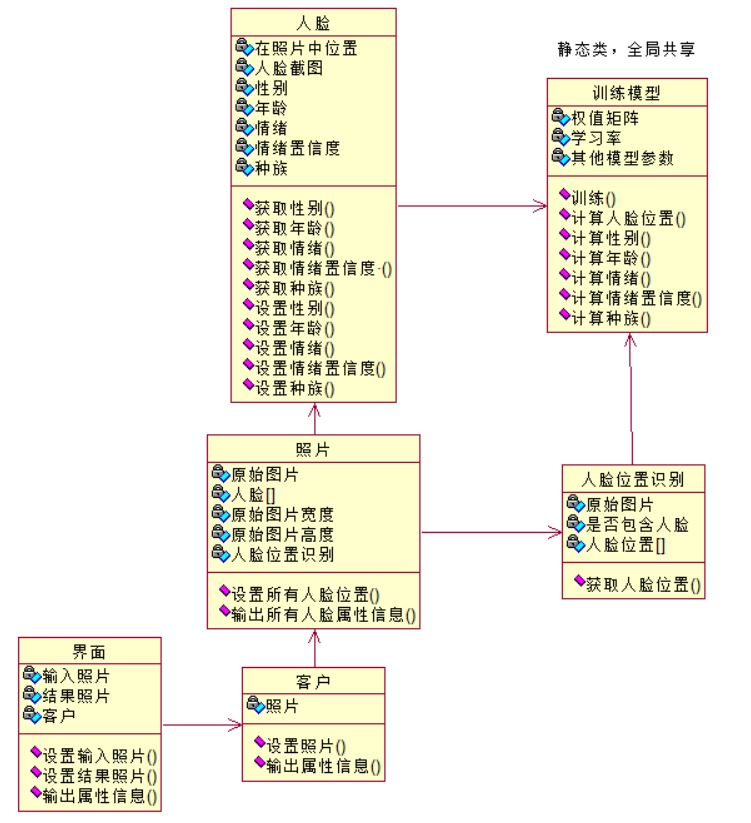 人脸
在照片中位置
人脸截图
性别
年龄
情绪
情绪置信度
种族
获取性别()
获取年龄()
获取情绪()
获取情绪置信度 ()
获取种族()
设置性别()
设置年龄()
设置情绪()
设置情绪置信度()
设置种族()
静态类，全局共享
训练模型
权值矩阵
学习率
其他模型参数
训练()
计算人脸位置()
计算性别()
计算年龄()
计算情绪()
计算情绪置信度()
计算种族()
照片
原始图片
人脸[]
原始图片宽度
原始图片高度
人脸位置识别
设置所有人脸位置()
输出所有人脸属性信息()
人脸位置识别
原始图片
是否包含人脸
人脸位置[]
获取人脸位置()
界面
输入照片
结果照片
客户
设置输入照片()
设置结果照片()
输出属性信息()
客户
照片
设置照片()
输出属性信息()